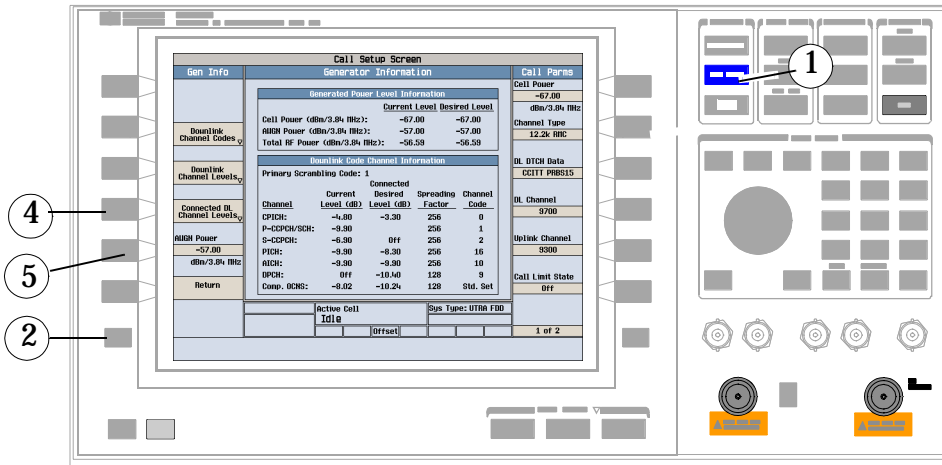 Call Setup Screen
Gen Info
Generator Information
Call Parms
Generated Power Level Information
Current Level Desired Level
Cell Power (dBm/3.84 MHz): -67.00 -67.00
AWGN Power (dBm/3.84 MHz): -57.00 -57.00
Total RF Power (dBm/3.84 MHz): -56.59 -56.59
Downlink Code Channel Information
Primary Scrambling Code: 1
Connected
Current Desired Spreading Channel
Channel Level (dB) Level (dB) Factor Code
CPICH: -4.80 -3.30 256 0
P-CCPCH/SCH: -9.90 256 1
S-CCPCH: -6.90 Off 256 2
PICH: -9.90 -8.30 256 16
AICH: -9.90 -9.90 256 10
DPCH: Off -10.40 128 9
Comp. OCNS: -8.02 -10.24 128 Std. Set
Downlink
Channel Codes
Downlink
Channel Levels
Connected DL
Channel Levels
AWGN Power
-57.00
dBm/3.84 MHz
Return
Cell Power
-67.00
dBm/3.84 MHz
Channel Type
12.2k RMC
DL DTCH Data
CCITT PRBS15
DL Channel
9700
Uplink Channel
9300
Call Limit State
Off
1 of 2
Active Cell
Idle
Sys Type: UTRA FDD
Offset
1
4
5
2